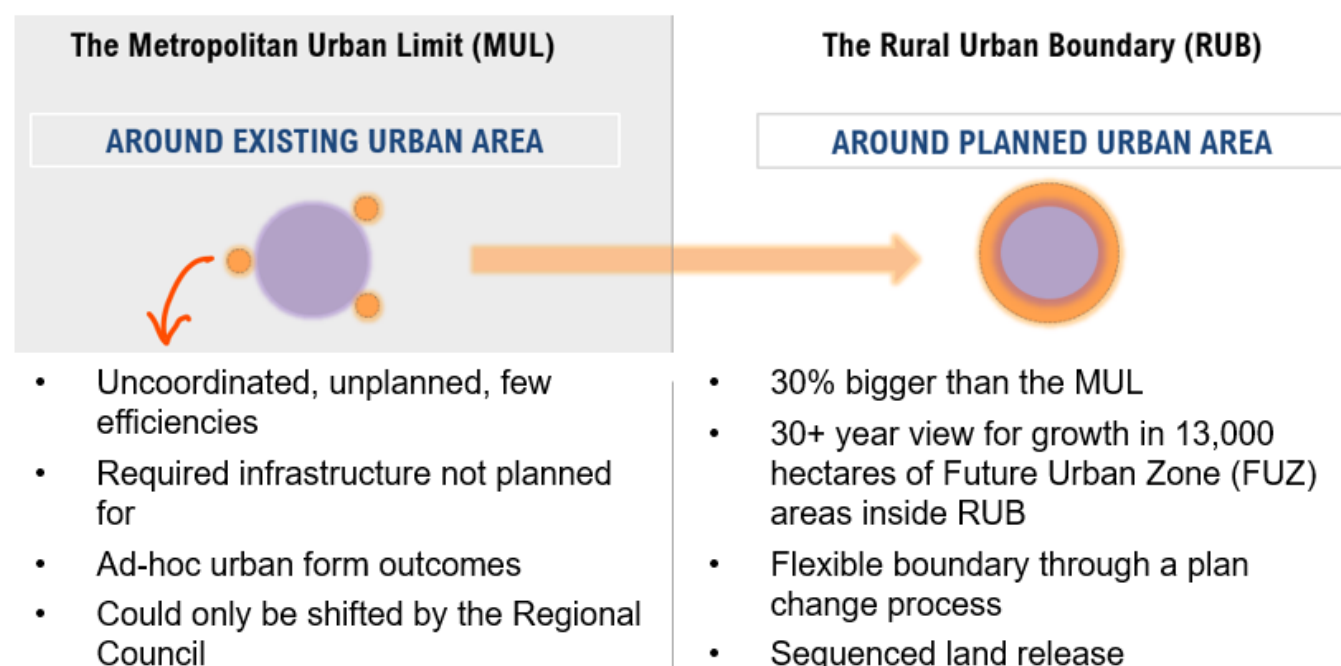 The Metropolitan Urban Limit (MUL)
AROUND EXISTING URBAN AREA
• Uncoordinated, unplanned, few
efficiencies
• Required infrastructure not planned
for
• Ad-hoc urban form outcomes
• Could only be shifted by the Regional
Council
The Rural Urban Boundary (RUB)
AROUND PLANNED URBAN AREA
• 30% bigger than the MUL
• 30+ year view for growth in 13,000
hectares of Future Urban Zone (FUZ)
areas inside RUB
• Flexible boundary through a plan
change process
• Sequenced land release